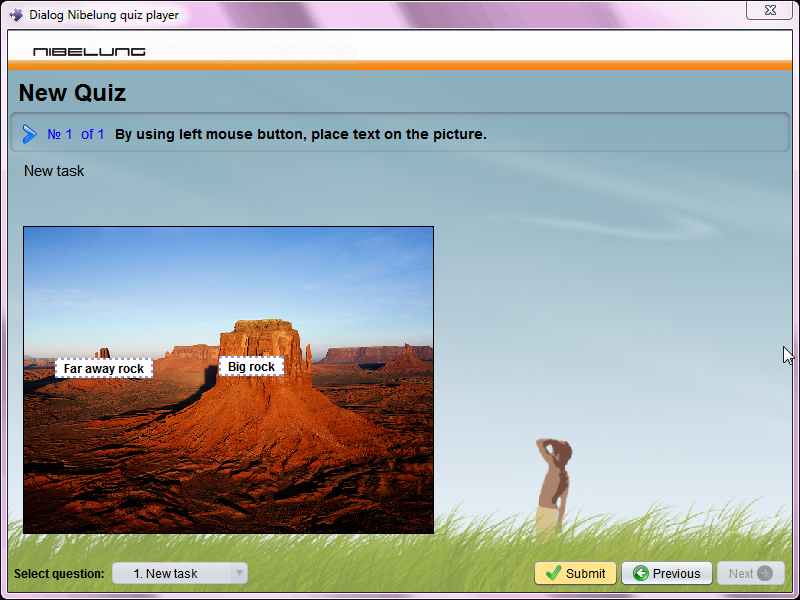 Dialog Nibelung quiz player
NIBELUNG
New Quiz
№ 1 of 1 By using left mouse button, place text on the picture.
New task
Far away rock
Big rock
Select question: 1. New task
Submit Previous Next